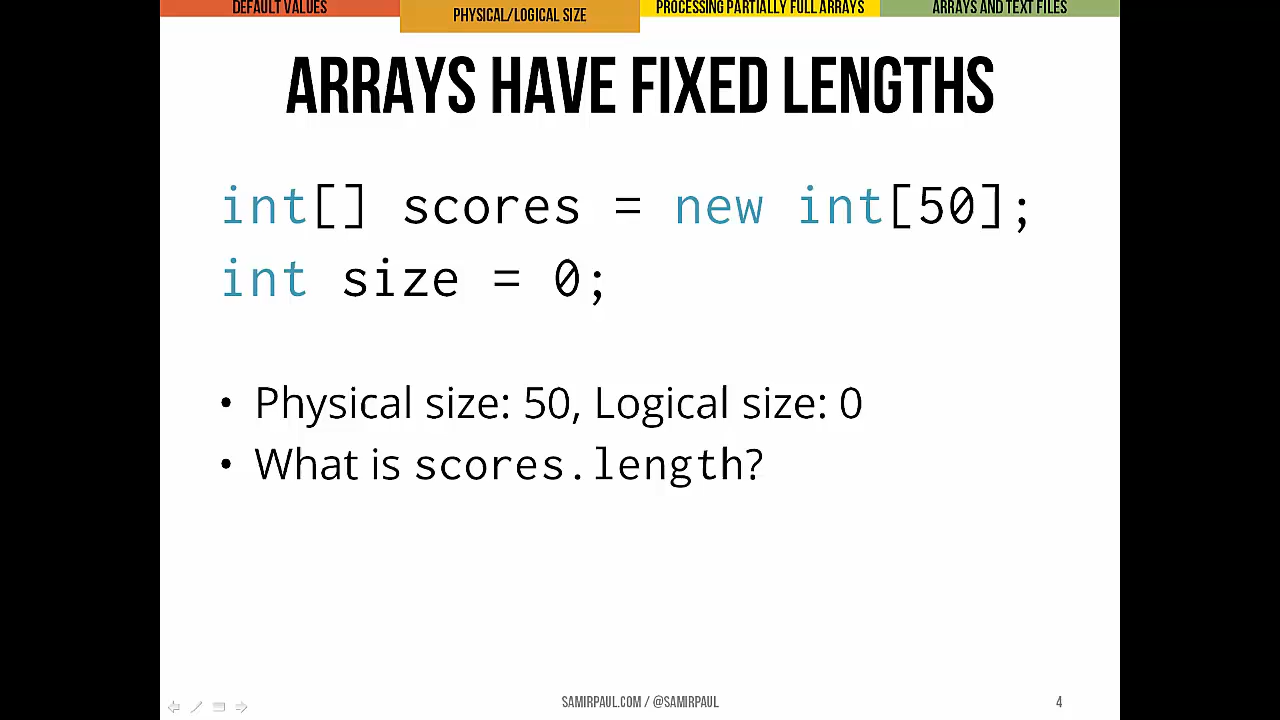 DEFAULT VALUES
PHYSICAL/LOGICAL SIZE
PROCESSING PARTIALLY FULL ARRAYS
ARRAYS AND TEXT FILES
ARRAYS HAVE FIXED LENGTHS
int[] scores = new int[50];
int size = 0;
• Physical size: 50, Logical size: 0
• What is scores.length?
SAMIRPAUL.COM / @SAMIRPAUL
4